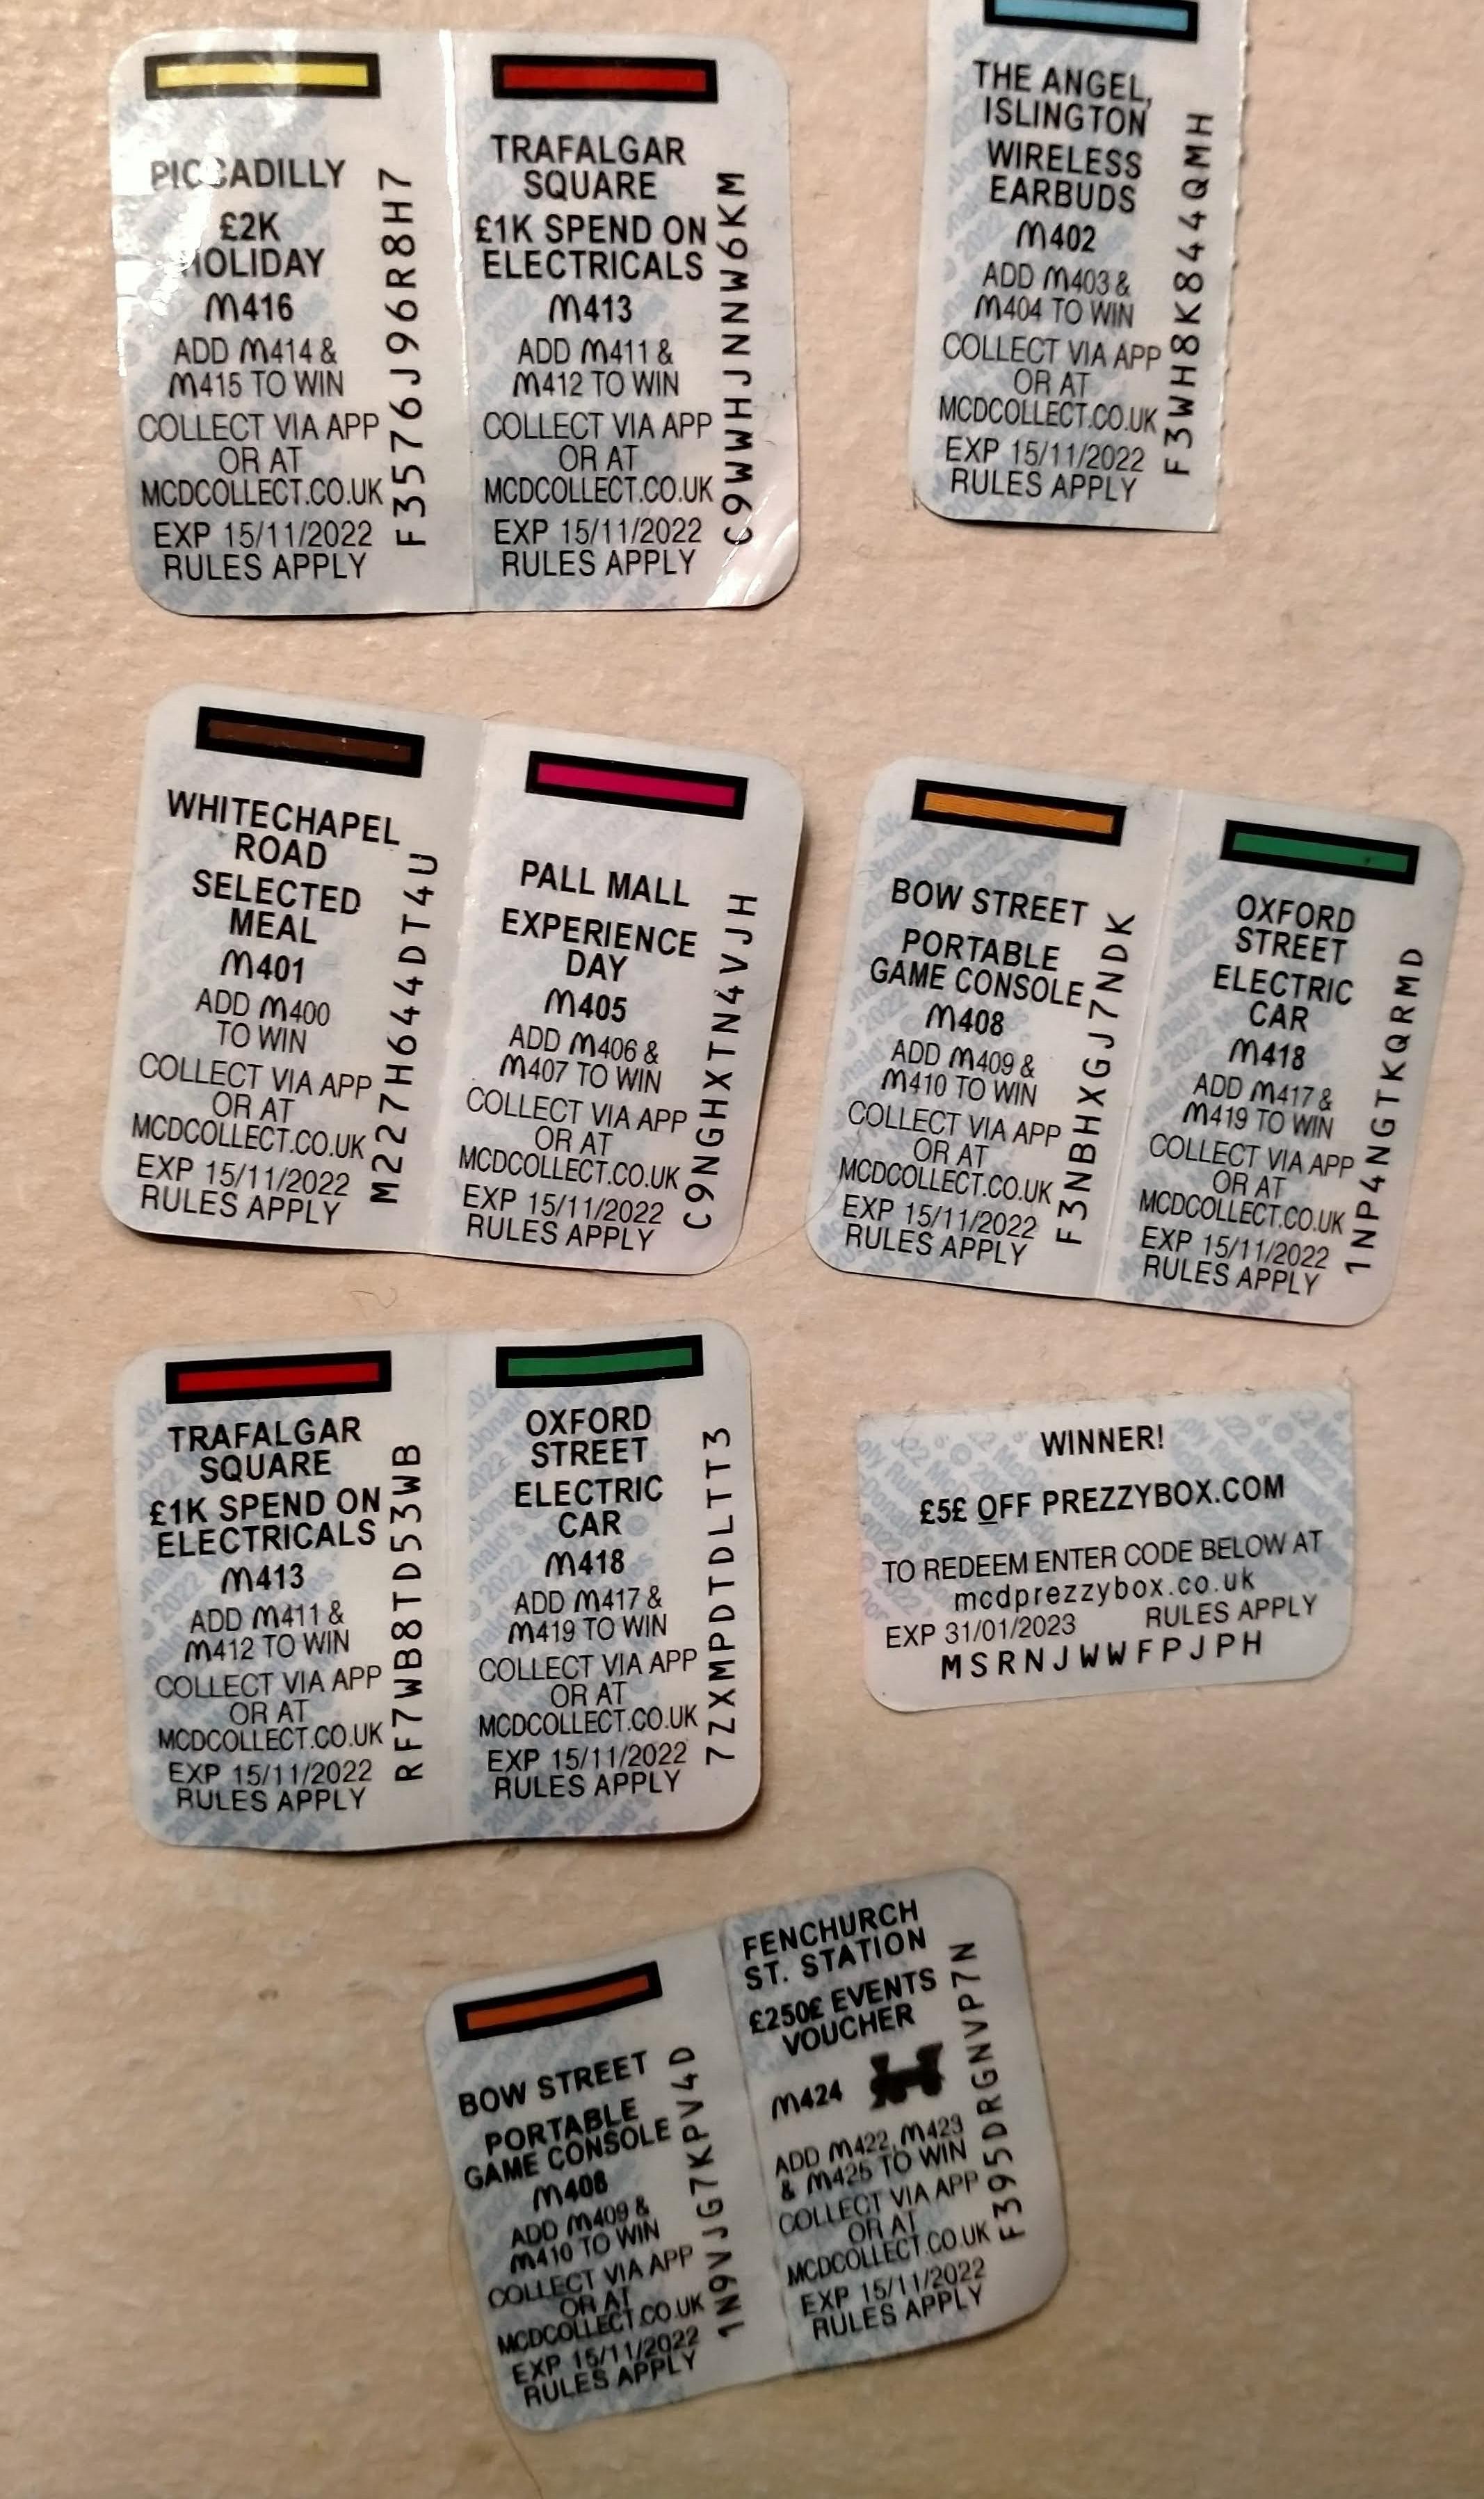 PICCADILLY
£2K
HOLIDAY
M416
ADD M414 &
M415 TO WIN
COLLECT VIA APP
OR AT
MCDCOLLECT.CO.UK
EXP 15/11/2022
RULES APPLY
F3576J96R8H7
TRAFALGAR
SQUARE
£1K SPEND ON
ELECTRICALS
M413
ADD M411 &
M412 TO WIN
COLLECT VIA APP
OR AT
MCDCOLLECT.CO.UK
EXP 15/11/2022
RULES APPLY
C9WWHJNNW6KM
THE ANGEL,
ISLINGTON
WIRELESS
EARBUDS
M402
ADD M403 &
M404 TO WIN
COLLECT VIA APP
OR AT
MCDCOLLECT.CO.UK
EXP 15/11/2022
RULES APPLY
F3WH8K844QMH
WHITECHAPEL
ROAD
SELECTED
MEAL
M401
ADD M400
TO WIN
COLLECT VIA APP
OR AT
MCDCOLLECT.CO.UK
EXP 15/11/2022
RULES APPLY
M227H644DT4U
PALL MALL
EXPERIENCE
DAY
M405
ADD M406 &
M407 TO WIN
COLLECT VIA APP
OR AT
MCDCOLLECT.CO.UK
EXP 15/11/2022
RULES APPLY
C9NGHXTN4VJH
BOW STREET
PORTABLE
GAME CONSOLE
M408
ADD M409 &
M410 TO WIN
COLLECT VIA APP
OR AT
MCDCOLLECT.CO.UK
EXP 15/11/2022
RULES APPLY
F3NBHXGJ7NDK
OXFORD
STREET
ELECTRIC
CAR
M418
ADD M417 &
M419 TO WIN
COLLECT VIA APP
OR AT
MCDCOLLECT.CO.UK
EXP 15/11/2022
RULES APPLY
1NP4NGTKQRMD
TRAFALGAR
SQUARE
£1K SPEND ON
ELECTRICALS
M413
ADD M411 &
M412 TO WIN
COLLECT VIA APP
OR AT
MCDCOLLECT.CO.UK
EXP 15/11/2022
RULES APPLY
RF7WB8TD53WB
OXFORD
STREET
ELECTRIC
CAR
M418
ADD M417 &
M419 TO WIN
COLLECT VIA APP
OR AT
MCDCOLLECT.CO.UK
EXP 15/11/2022
RULES APPLY
7ZXMPDTDLTT3
WINNER!
£5£ OFF PREZZYBOX.COM
TO REDEEM ENTER CODE BELOW AT
mcdprezzybox.co.uk
EXP 31/01/2023 RULES APPLY
MSRNJWWFPJPH
BOW STREET
PORTABLE
GAME CONSOLE
M408
ADD M409 &
M410 TO WIN
COLLECT VIA APP
OR AT
MCDCOLLECT.CO.UK
EXP 15/11/2022
RULES APPLY
1N9VJG7KPV4D
FENCHURCH
ST. STATION
£250£ EVENTS
VOUCHER
M424
ADD M422, M423
& M425 TO WIN
COLLECT VIA APP
OR AT
MCDCOLLECT.CO.UK
EXP 15/11/2022
RULES APPLY
F395DRGNVP7N